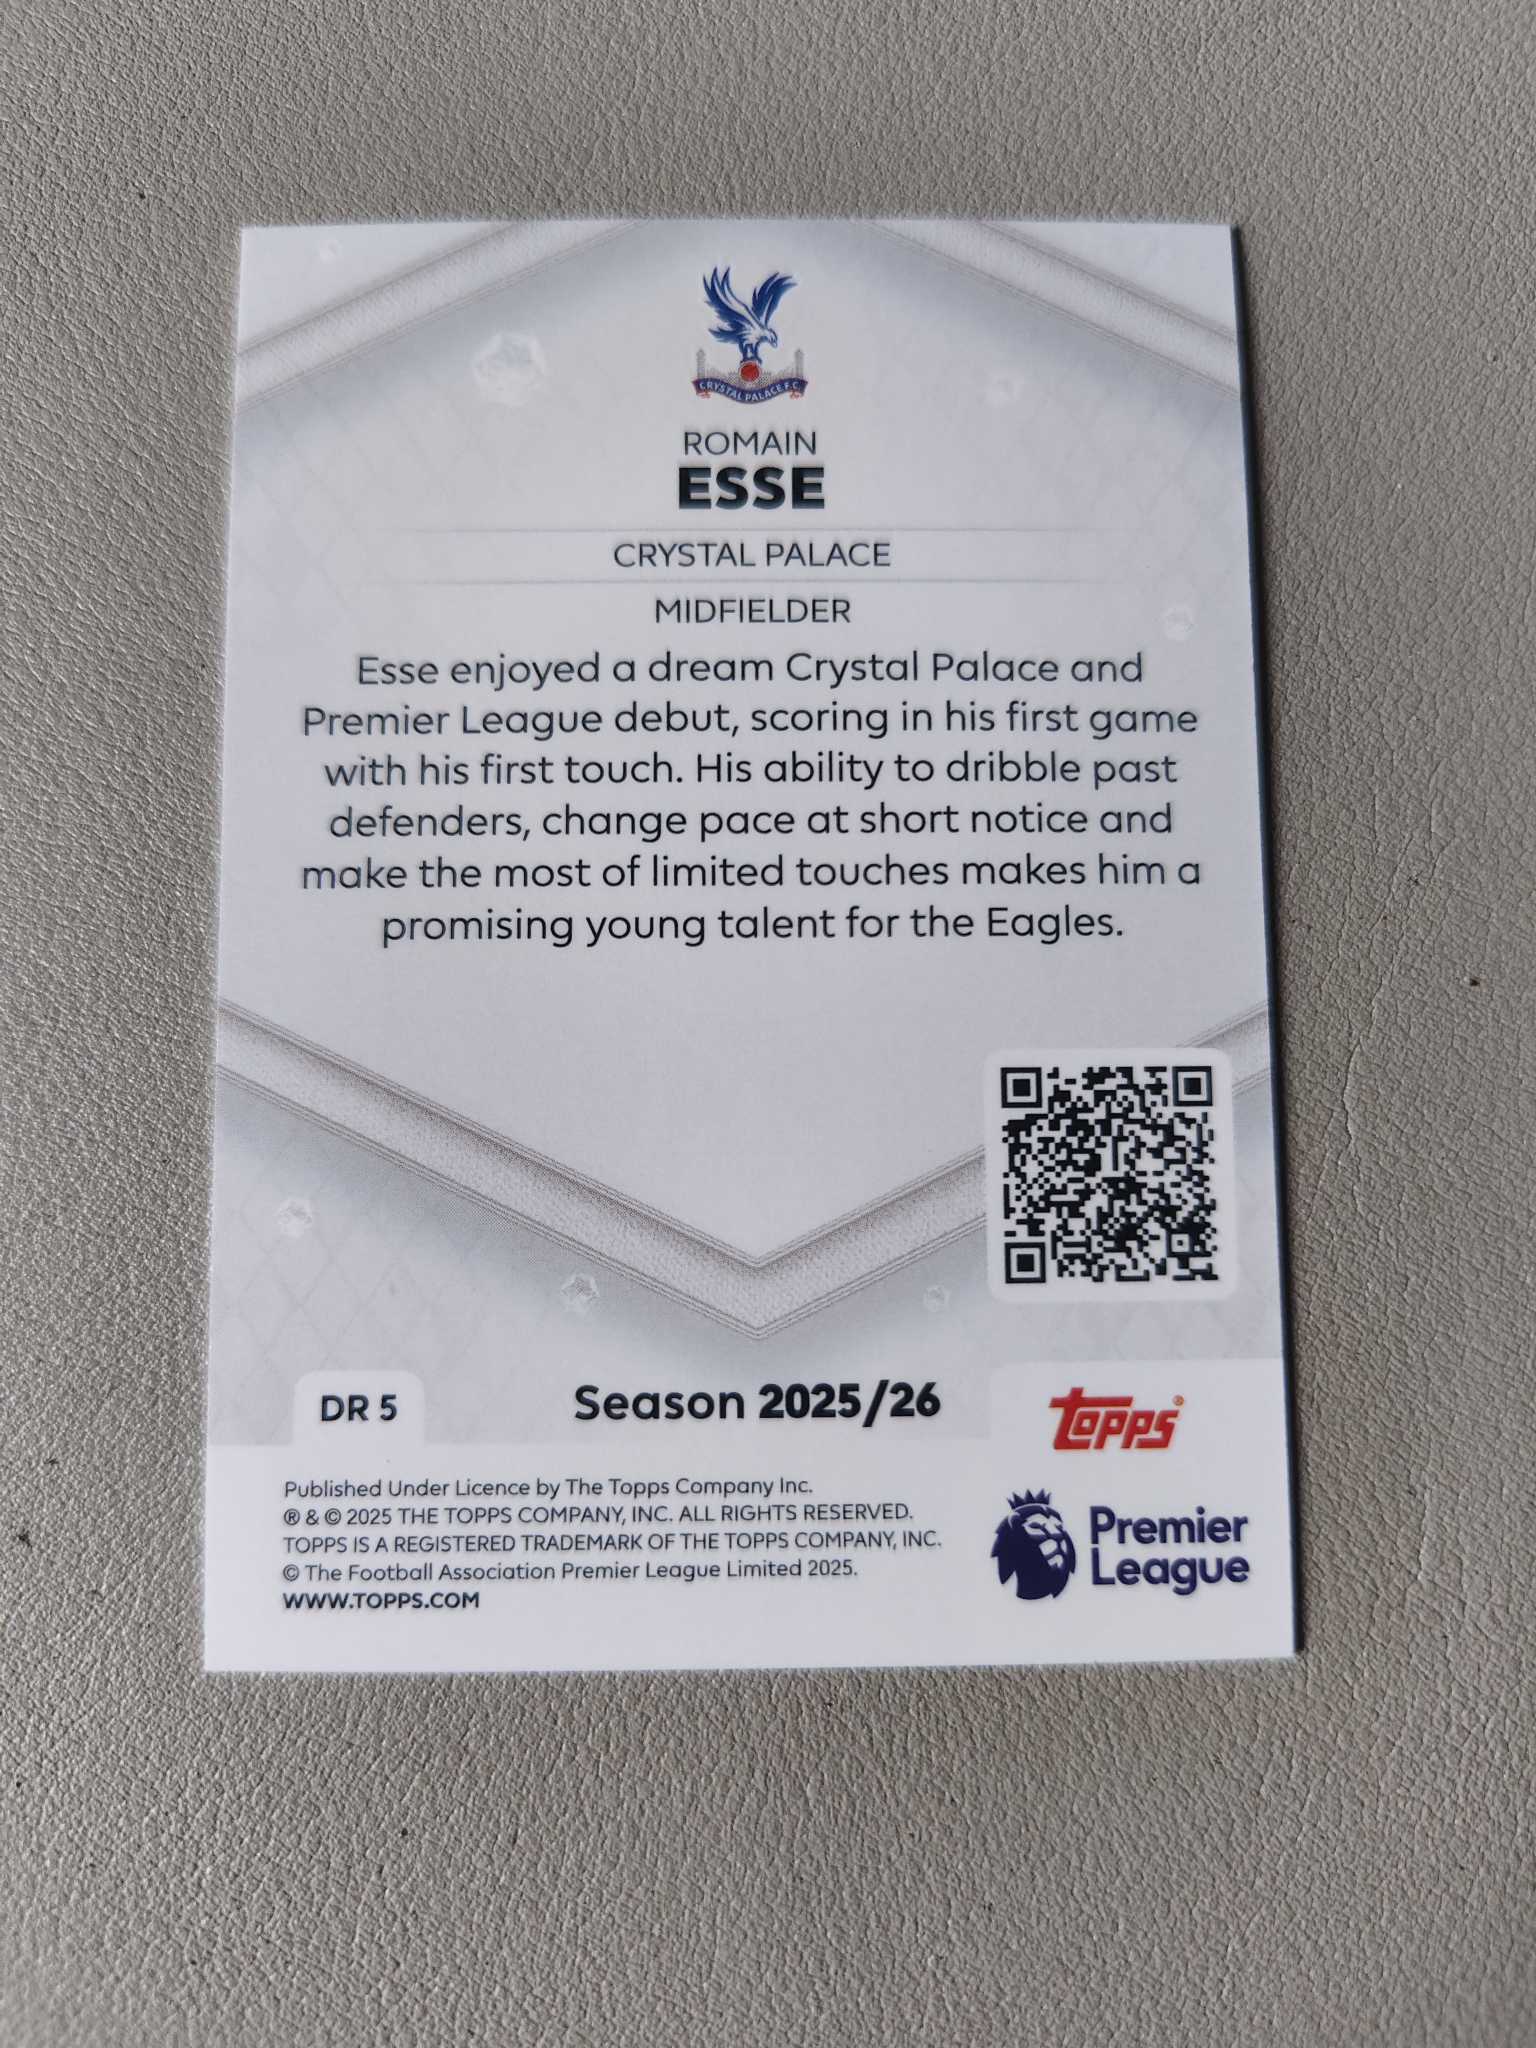 CRYSTAL PALACE F.C.
ROMAIN
ESSE
CRYSTAL PALACE
MIDFIELDER
Esse enjoyed a dream Crystal Palace and
Premier League debut, scoring in his first game
with his first touch. His ability to dribble past
defenders, change pace at short notice and
make the most of limited touches makes him a
promising young talent for the Eagles.
DR 5
Season 2025/26
Topps®
Published Under Licence by The Topps Company Inc.
® & © 2025 THE TOPPS COMPANY, INC. ALL RIGHTS RESERVED.
TOPPS IS A REGISTERED TRADEMARK OF THE TOPPS COMPANY, INC.
© The Football Association Premier League Limited 2025.
WWW.TOPPS.COM
Premier
League